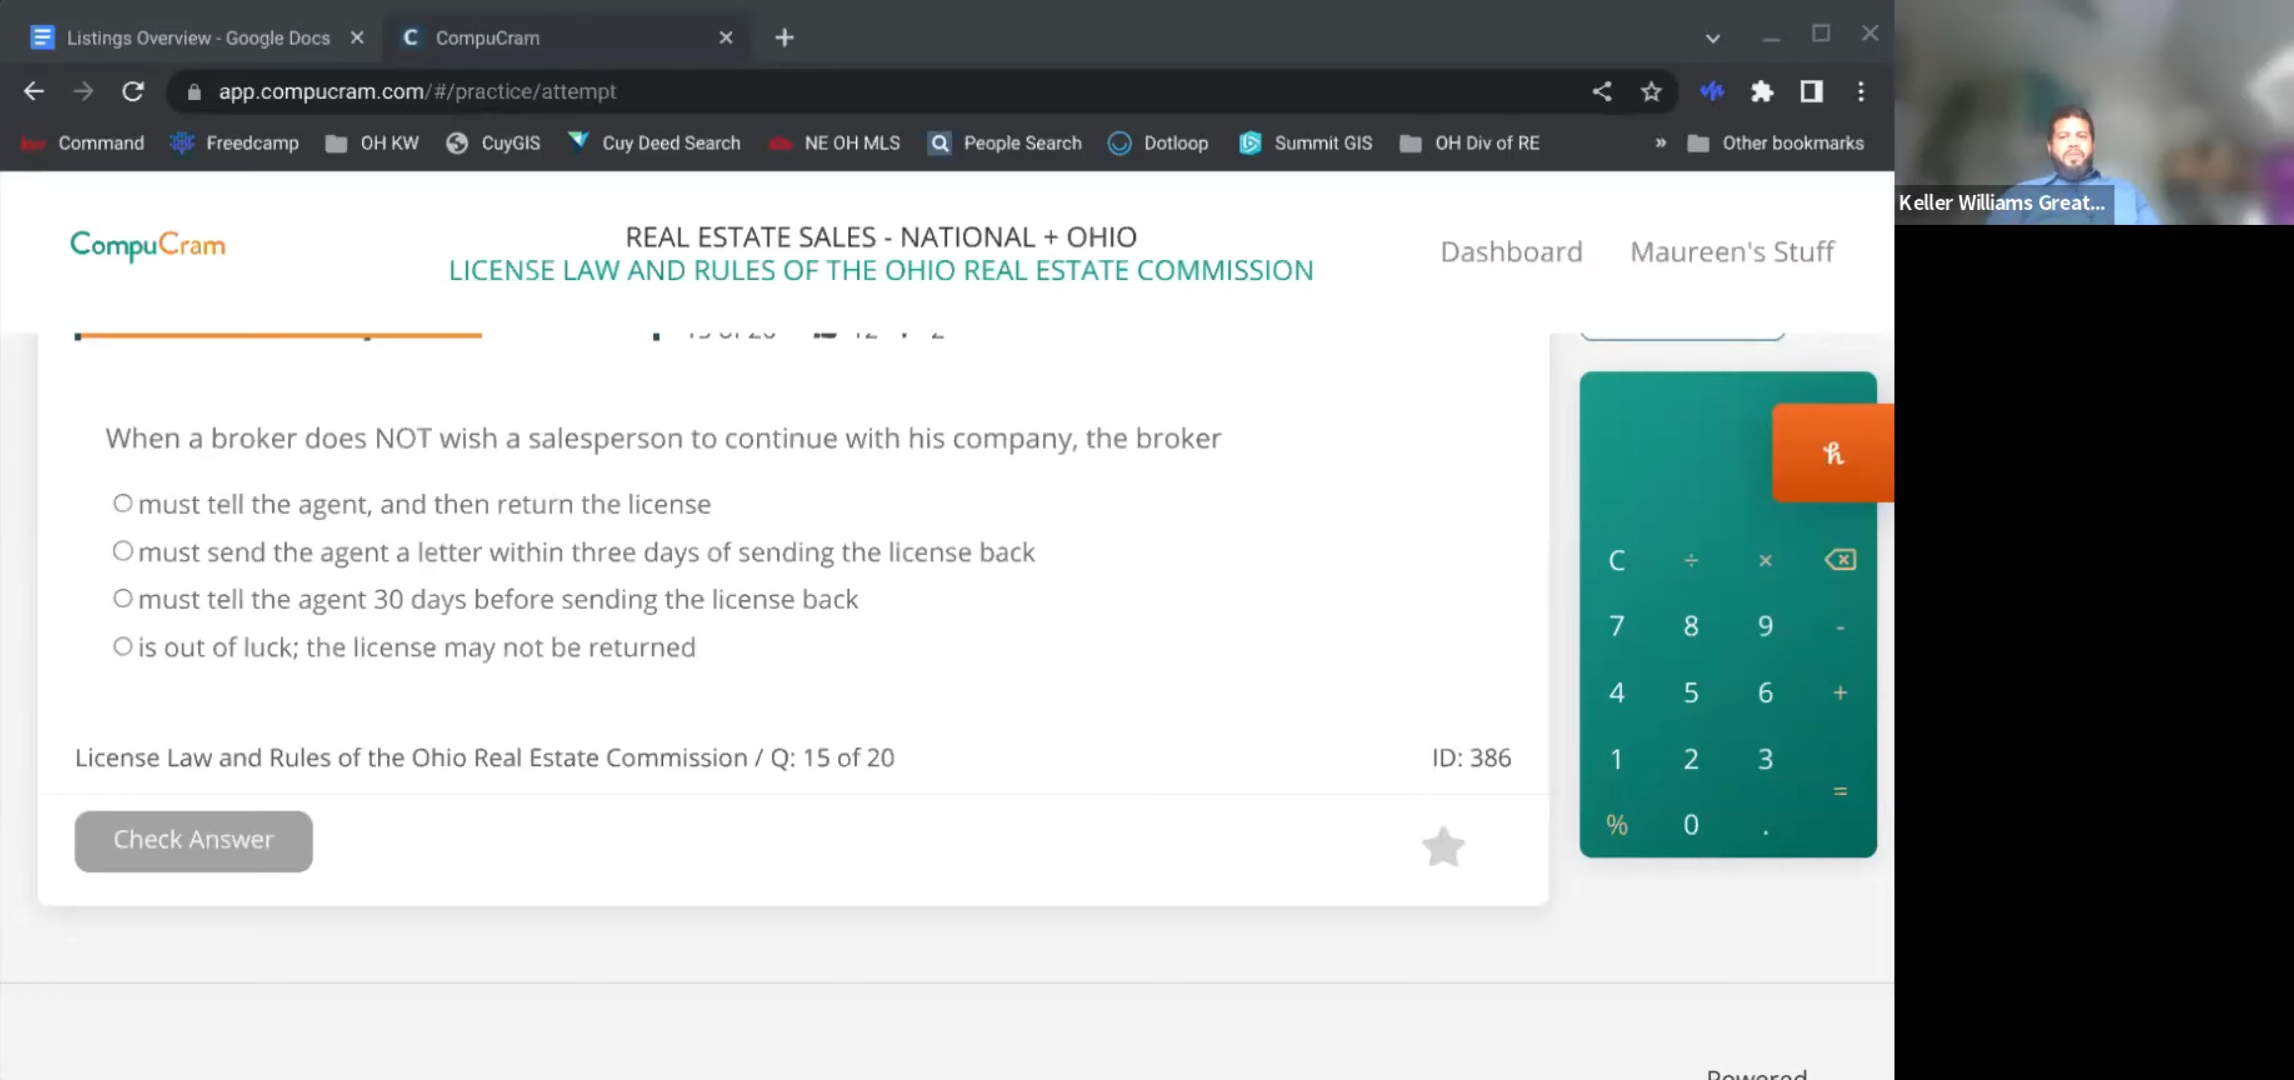 Listings Overview - Google Docs
CompuCram
app.compucram.com/#/practice/attempt
kw Command Freedcamp OH KW CuyGIS Cuy Deed Search NE OH MLS People Search Dotloop Summit GIS OH Div of RE » Other bookmarks
Keller Williams Great...
CompuCram
REAL ESTATE SALES - NATIONAL + OHIO
LICENSE LAW AND RULES OF THE OHIO REAL ESTATE COMMISSION
Dashboard Maureen's Stuff
When a broker does NOT wish a salesperson to continue with his company, the broker
must tell the agent, and then return the license
must send the agent a letter within three days of sending the license back
must tell the agent 30 days before sending the license back
is out of luck; the license may not be returned
License Law and Rules of the Ohio Real Estate Commission / Q: 15 of 20 ID: 386
Check Answer
C ÷ ×
7 8 9 -
4 5 6 +
1 2 3
=
% 0 .
Powered